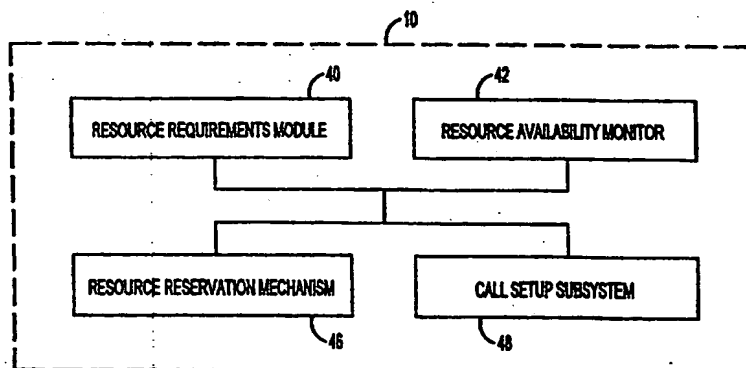 10
40
42
RESOURCE REQUIREMENTS MODULE
RESOURCE AVAILABILITY MONITOR
RESOURCE RESERVATION MECHANISM
CALL SETUP SUBSYSTEM
46
48